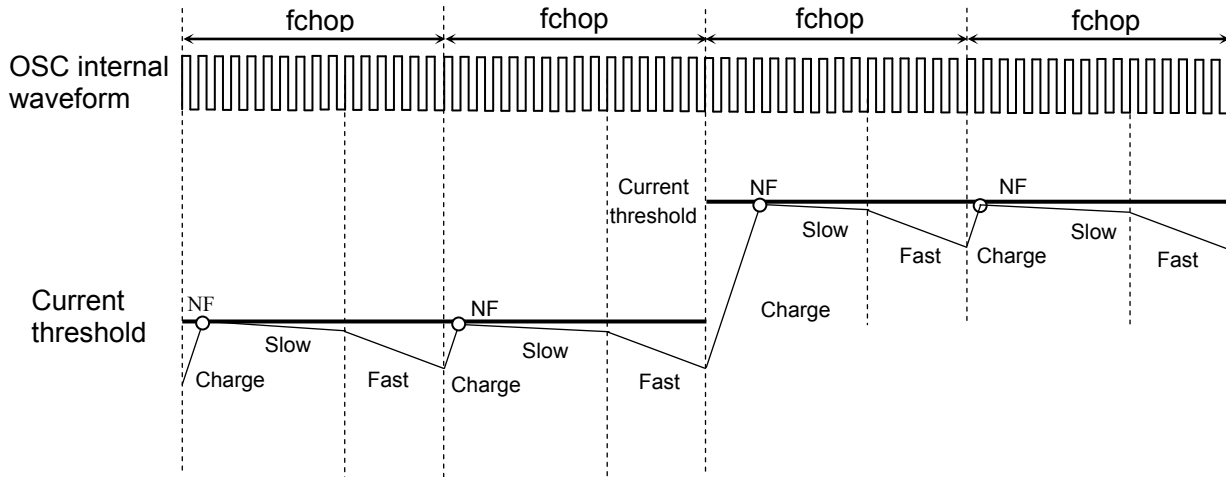 fchop
fchop
fchop
fchop
OSC internal
waveform
Current
threshold
NF
NF
Slow
Fast
Charge
Slow
Fast
Charge
Current
threshold
NF
NF
Slow
Slow
Charge
Fast
Charge
Fast